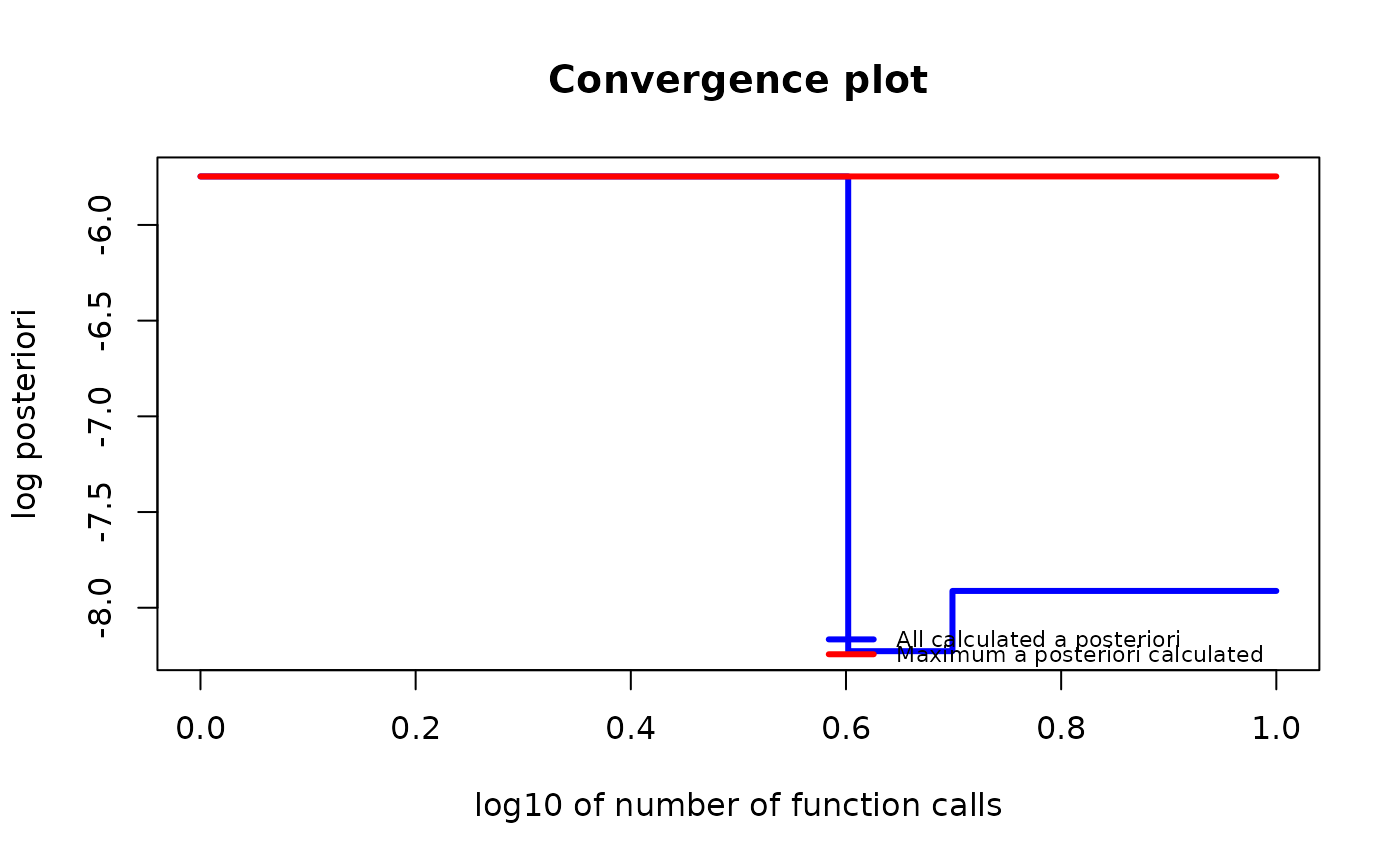 Convergence plot
log posteriori
-6.0
-6.5
-7.0
-7.5
-8.0
All calculated a posteriori
Maximum a posteriori calculated
0.0 0.2 0.4 0.6 0.8 1.0
log10 of number of function calls